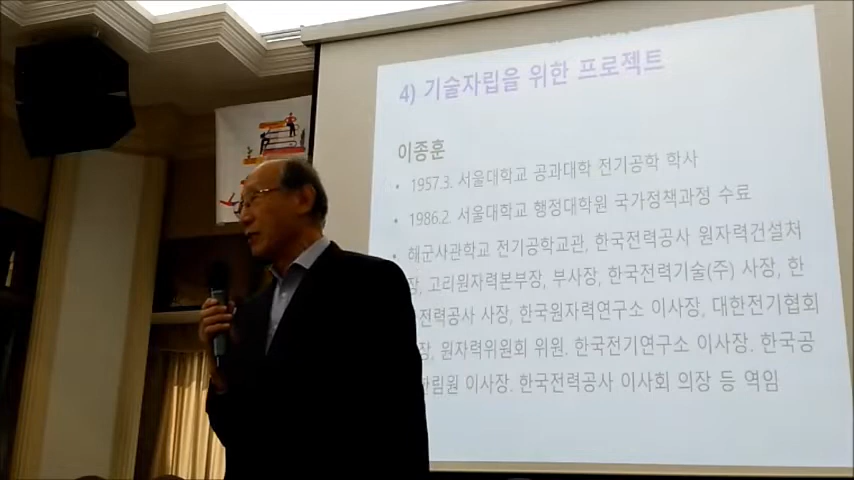 4) 기술자립을 위한 프로젝트
이종훈
• 1957.3. 서울대학교 공과대학 전기공학 학사
• 1986.2. 서울대학교 행정대학원 국가정책과정 수료
• 해군사관학교 전기공학교관, 한국전력공사 원자력건설처
장, 고리원자력본부장, 부사장, 한국전력기술(주) 사장, 한
국전력공사 사장, 한국원자력연구소 이사장, 대한전기협회
장, 원자력위원회 위원, 한국전기연구소 이사장, 한국공
한림원 이사장, 한국전력공사 이사회 의장 등 역임